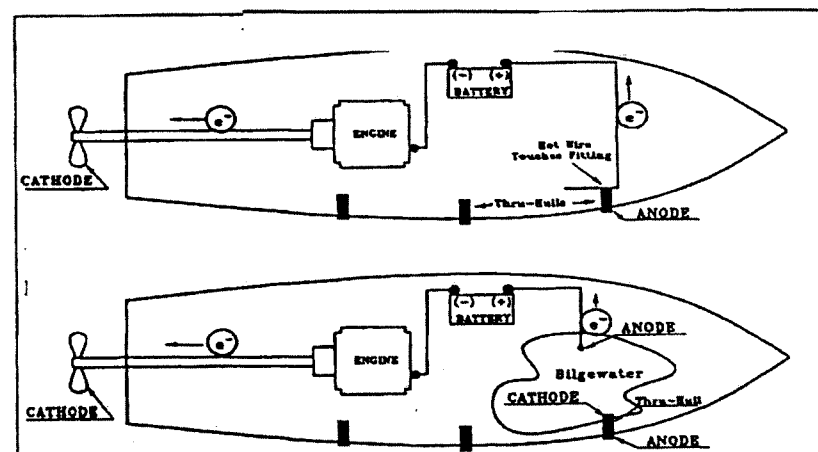 (-) (+)
BATTERY
e-
ENGINE
e-
Hot Wire
Touches Fitting
CATHODE
Thru-Hulls
ANODE
(-) (+)
BATTERY
e-
e-
ANODE
ENGINE
Bilgewater
CATHODE
CATHODE
Thru-Hull
ANODE